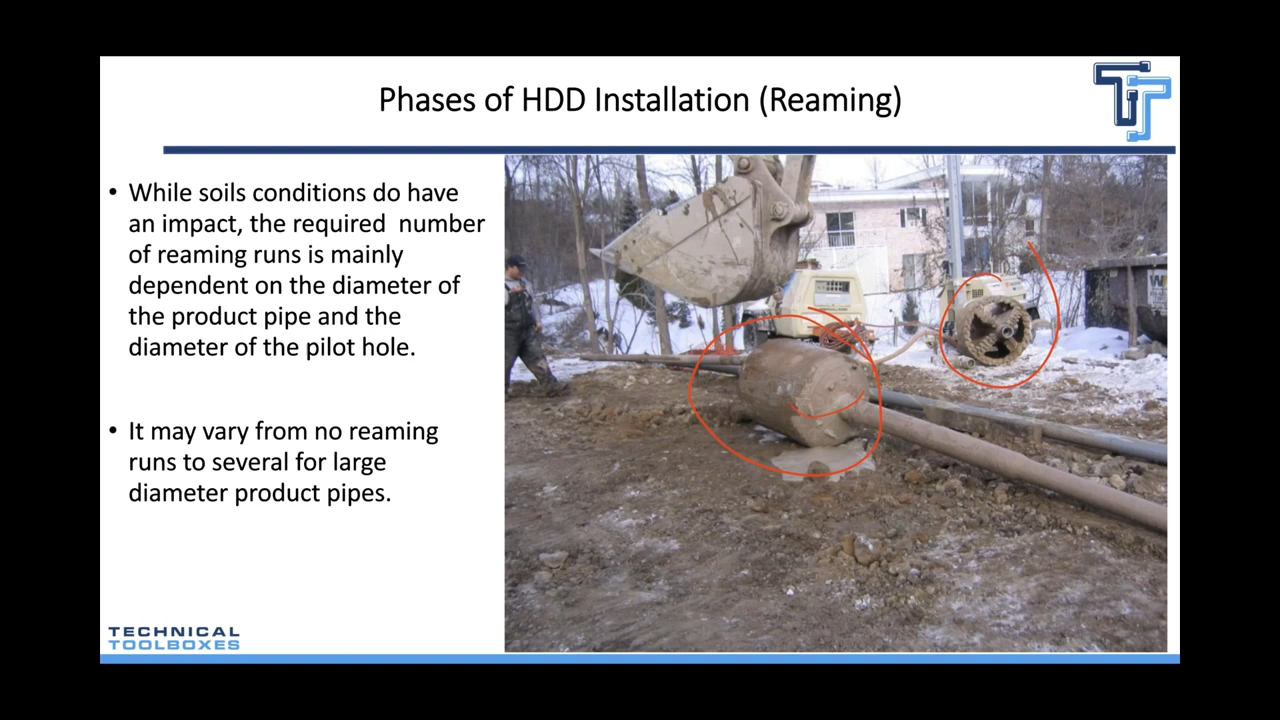 Phases of HDD Installation (Reaming)
• While soils conditions do have
an impact, the required  number
of reaming runs is mainly
dependent on the diameter of
the product pipe and the
diameter of the pilot hole.
• It may vary from no reaming
runs to several for large
diameter product pipes.
TECHNICAL
TOOLBOXES